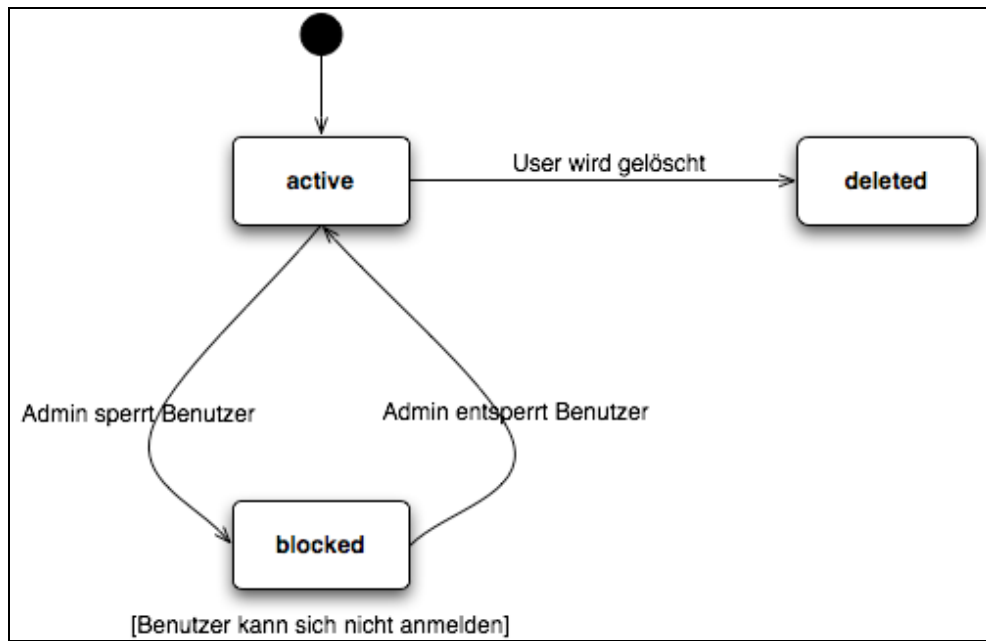 User wird gelöscht
active
deleted
Admin sperrt Benutzer
Admin entsperrt Benutzer
blocked
[Benutzer kann sich nicht anmelden]